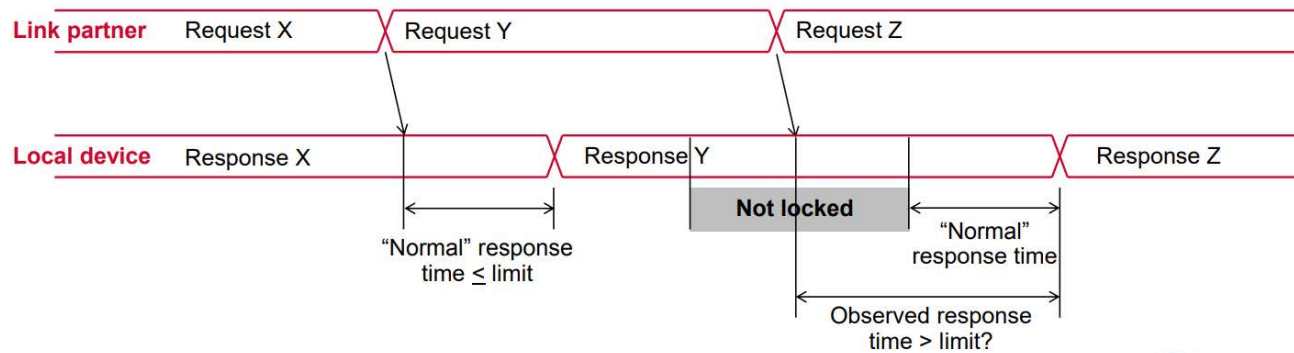 Link partner Request X Request Y Request Z
Local device Response X Response Y Response Z
Not locked
“Normal” response
time ≤ limit
“Normal”
response time
Observed response
time > limit?